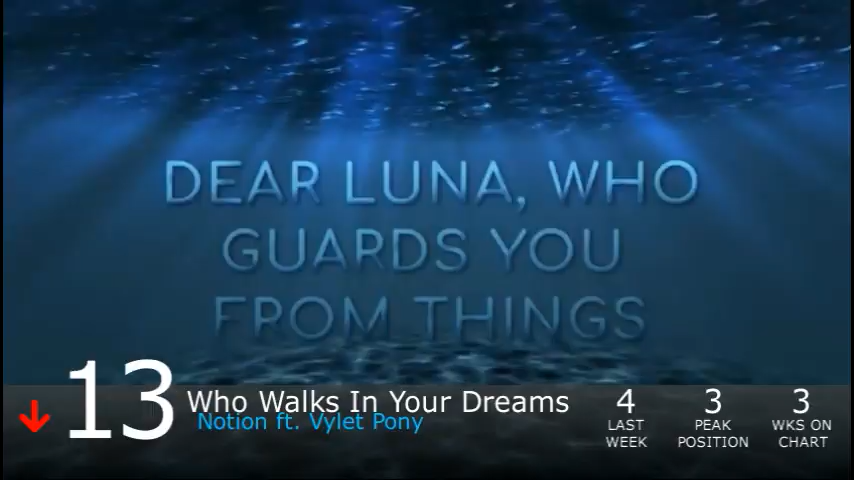 DEAR LUNA, WHO
GUARDS YOU
FROM THINGS
13
Who Walks In Your Dreams
Notion ft. Vylet Pony
4
LAST
WEEK
3
PEAK
POSITION
3
WKS ON
CHART